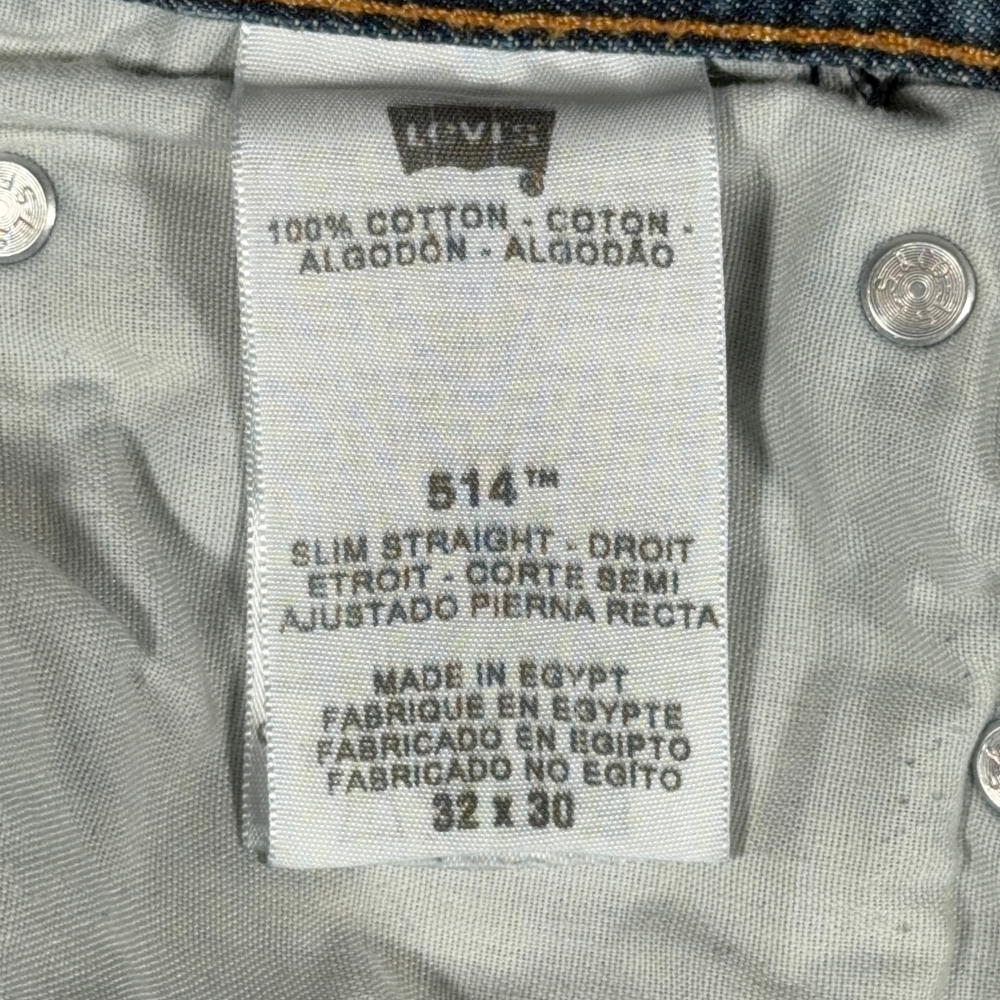 Levi's
®
100% COTTON - COTON -
ALGODÓN - ALGODÃO
514™
SLIM STRAIGHT - DROIT
ETROIT - CORTE SEMI
AJUSTADO PIERNA RECTA
MADE IN EGYPT
FABRIQUE EN EGYPTE
FABRICADO EN EGIPTO
FABRICADO NO EGITO
32 X 30